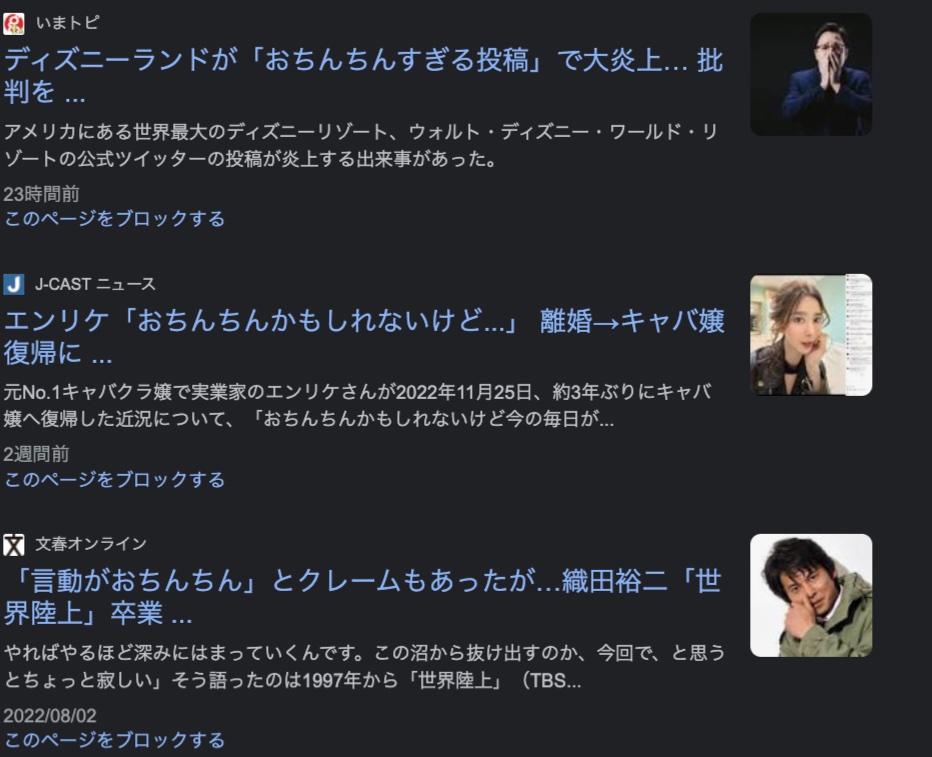 いまトピ
ディズニーランドが「おちんちんすぎる投稿」で大炎上... 批
判を ...
アメリカにある世界最大のディズニーリゾート、ウォルト・ディズニー・ワールド・リ
ゾートの公式ツイッターの投稿が炎上する出来事があった。
23時間前
このページをブロックする
J-CAST ニュース
エンリケ「おちんちんかもしれないけど...」 離婚→キャバ嬢
復帰に ...
元No.1キャバクラ嬢で実業家のエンリケさんが2022年11月25日、約3年ぶりにキャバ
嬢へ復帰した近況について、「おちんちんかもしれないけど今の毎日が...
2週間前
このページをブロックする
文春オンライン
「言動がおちんちん」とクレームもあったが…織田裕二「世
界陸上」卒業 ...
やればやるほど深みにはまっていくんです。この沼から抜け出すのか、今回で、と思う
とちょっと寂しい」そう語ったのは1997年から「世界陸上」（TBS...
2022/08/02
このページをブロックする